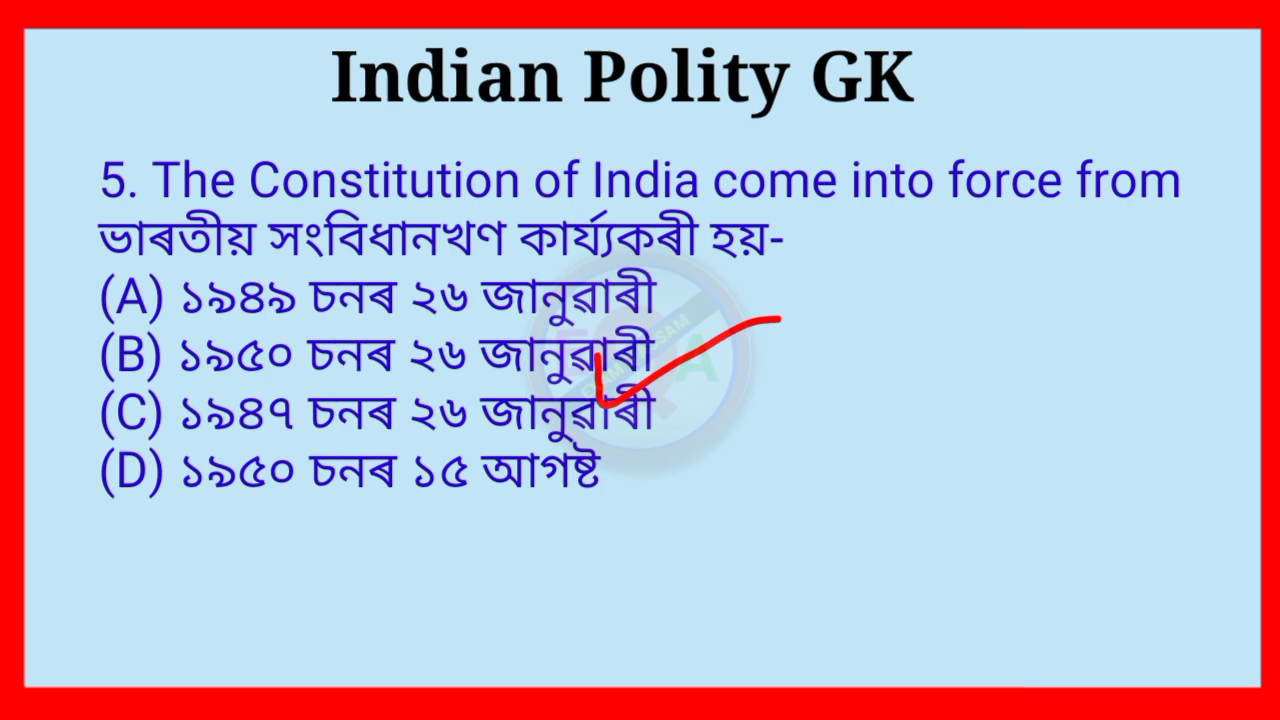 Indian Polity GK
5. The Constitution of India come into force from
ভাৰতীয় সংবিধানখণ কাৰ্য্যকৰী হয়-
(A) ১৯৪৯ চনৰ ২৬ জানুৱাৰী
(B) ১৯৫০ চনৰ ২৬ জানুৱাৰী
(C) ১৯৪৭ চনৰ ২৬ জানুৱাৰী
(D) ১৯৫০ চনৰ ১৫ আগষ্ট